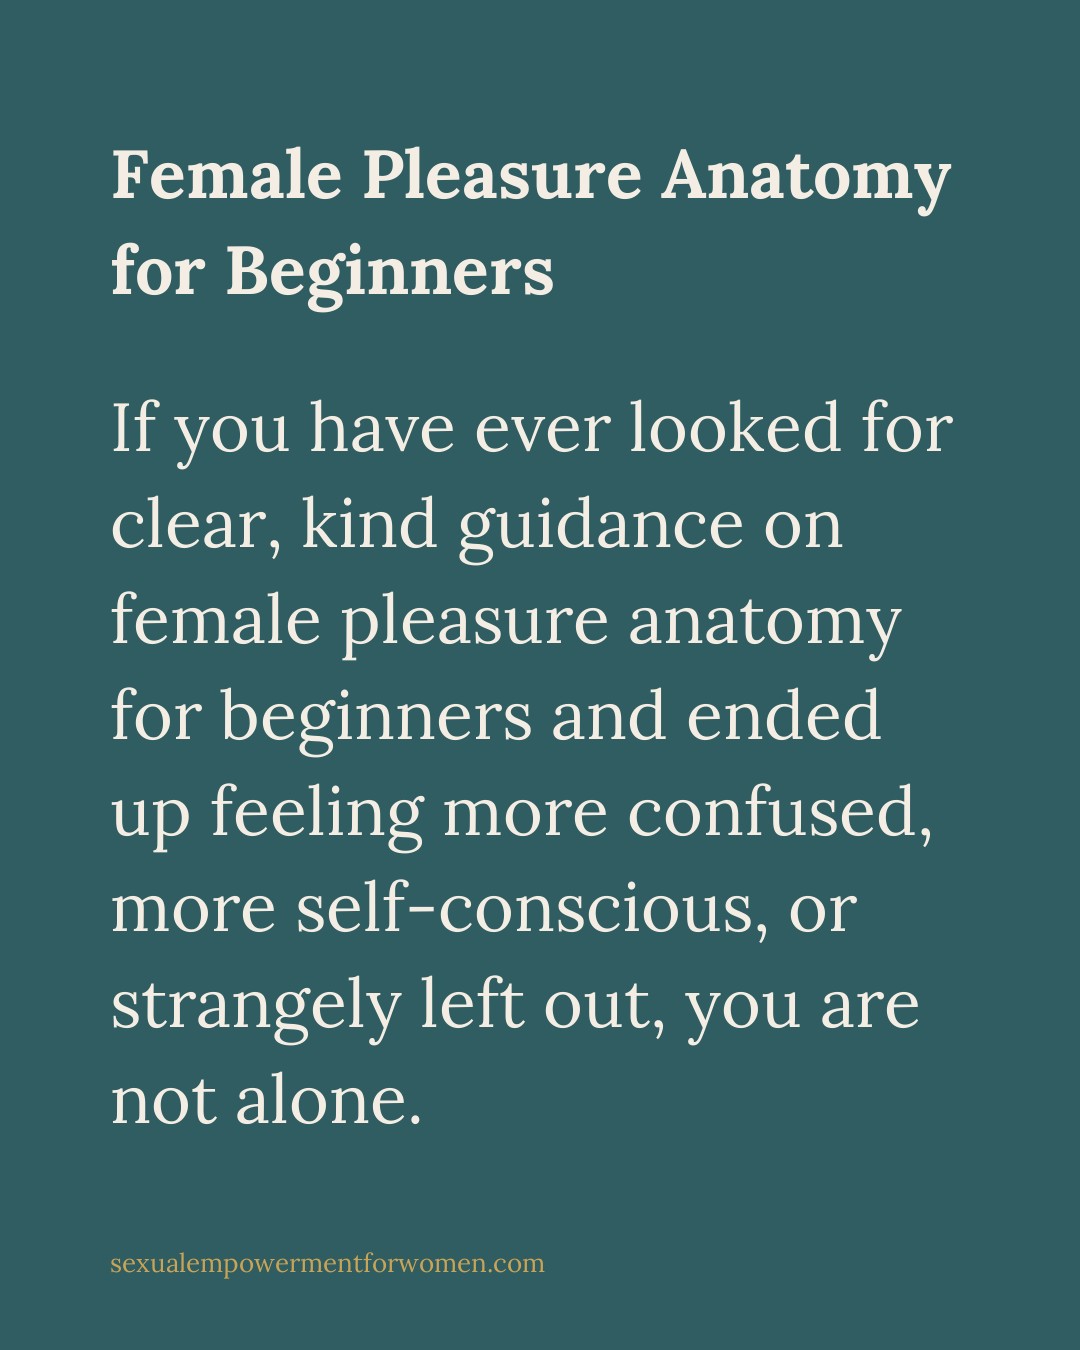 Female Pleasure Anatomy
for Beginners
If you have ever looked for
clear, kind guidance on
female pleasure anatomy
for beginners and ended
up feeling more confused,
more self-conscious, or
strangely left out, you are
not alone.
sexualempowermentforwomen.com